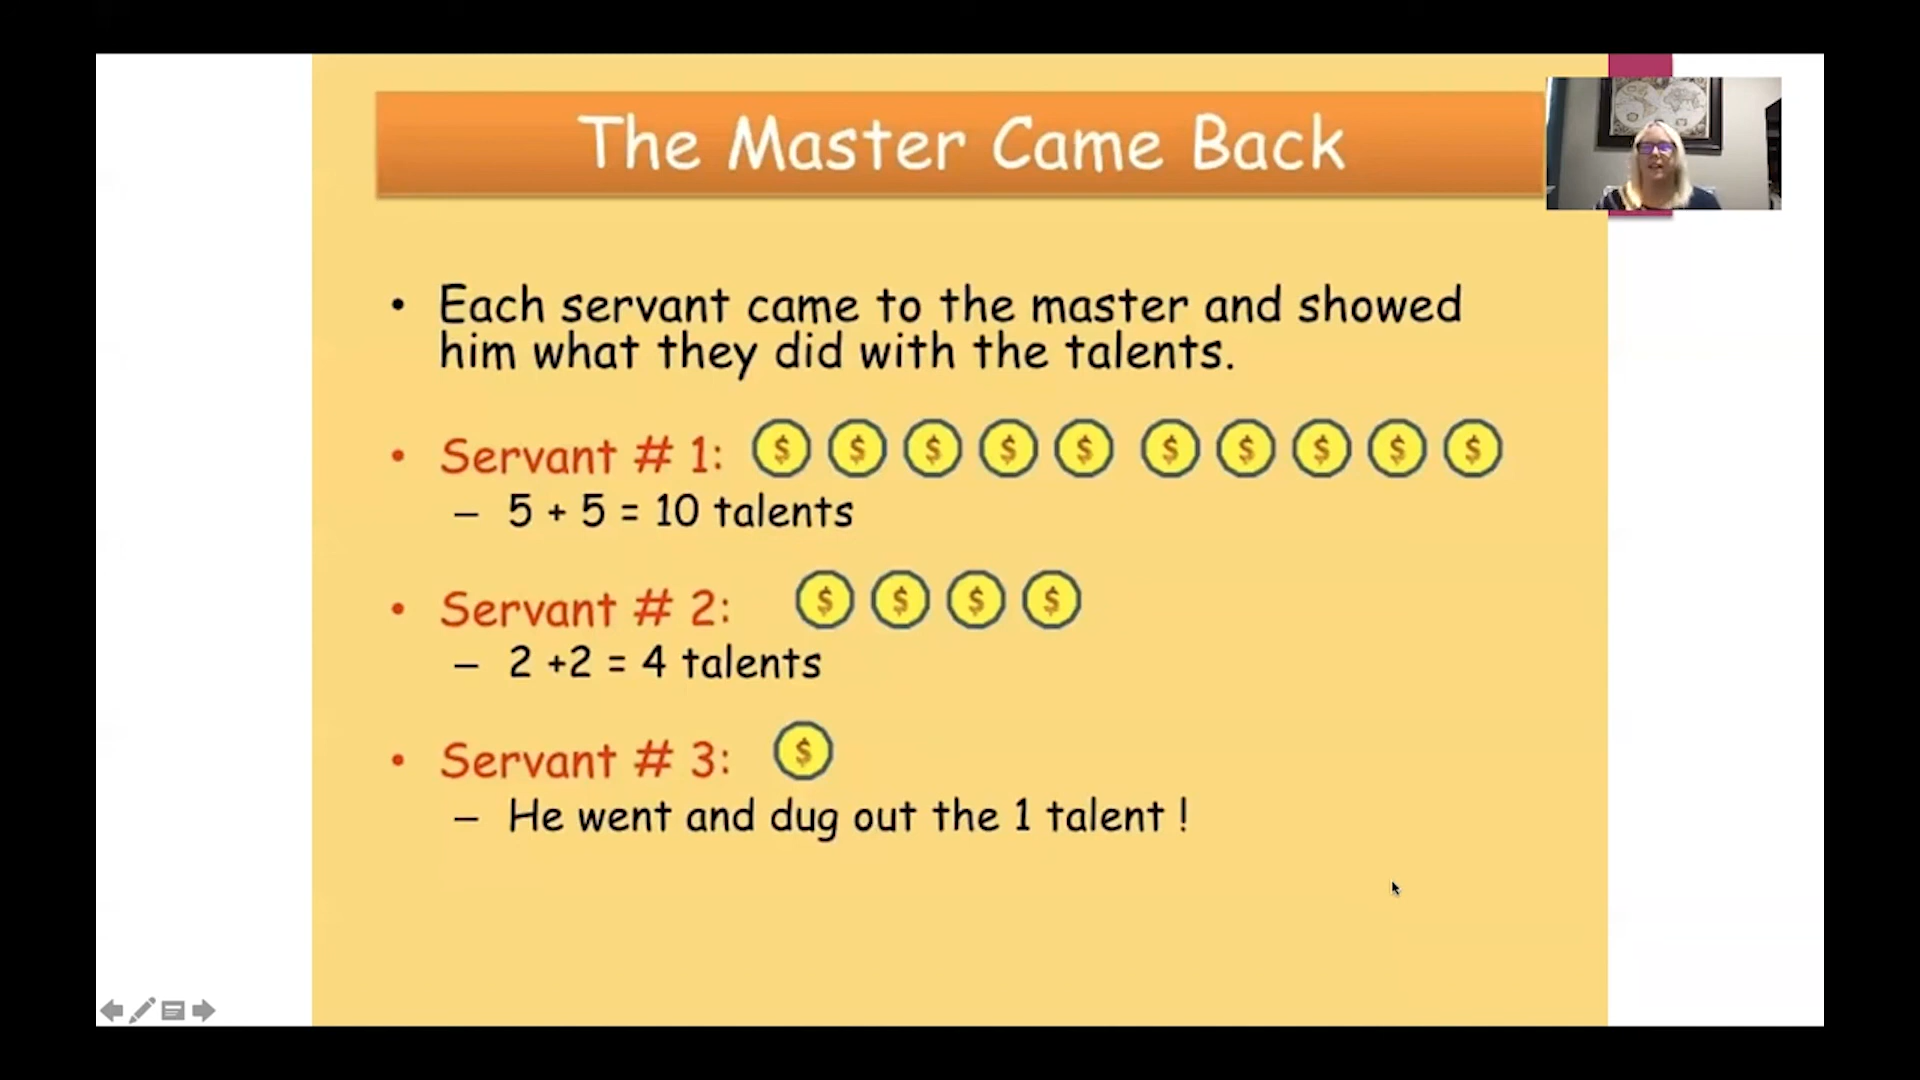 The Master Came Back
• Each servant came to the master and showed
him what they did with the talents.
• Servant # 1: $ $ $ $ $ $ $ $ $ $
– 5 + 5 = 10 talents
• Servant # 2: $ $ $ $
– 2 +2 = 4 talents
• Servant # 3: $
– He went and dug out the 1 talent !